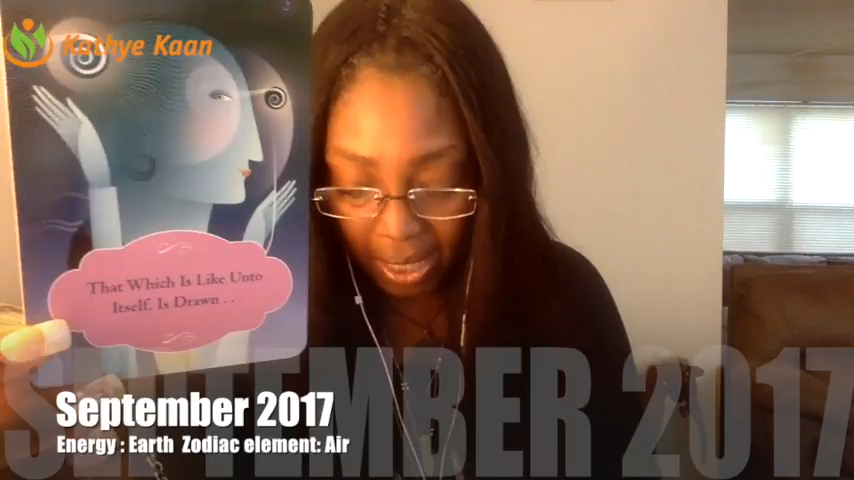 Kathye Kaan
That Which Is Like Unto
Itself, Is Drawn . . .
SEPTEMBER 2017
September 2017
Energy : Earth Zodiac element: Air